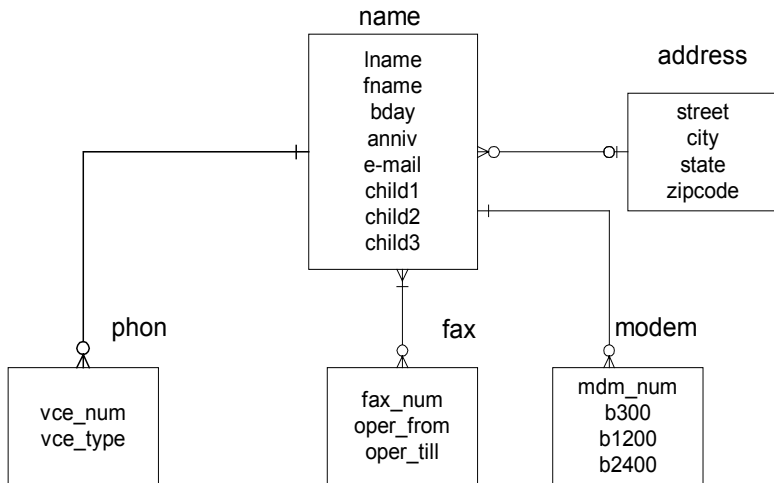 name
lname
fname
bday
anniv
e-mail
child1
child2
child3
address
street
city
state
zipcode
phon
vce_num
vce_type
fax
fax_num
oper_from
oper_till
modem
mdm_num
b300
b1200
b2400